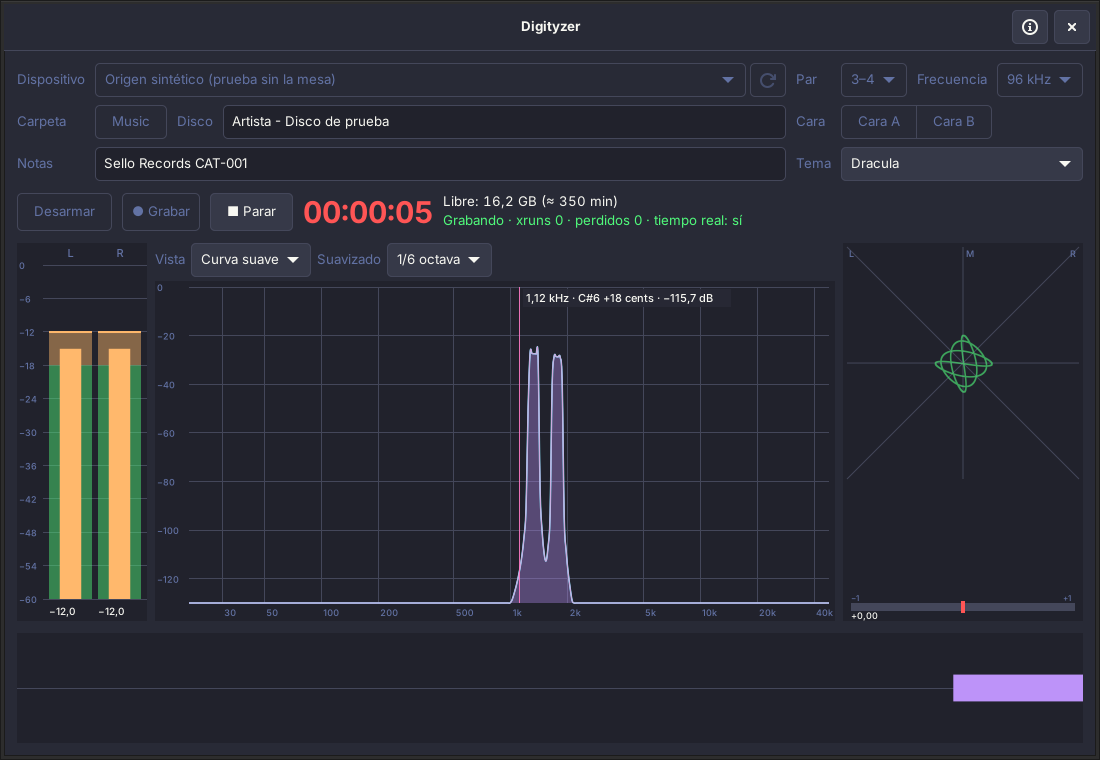 Digityzer
Dispositivo Origen sintético (prueba sin la mesa) Par 3–4 Frecuencia 96 kHz
Carpeta Music Disco Artista - Disco de prueba Cara Cara A Cara B
Notas Sello Records CAT-001 Tema Dracula
Desarmar Grabar Parar 00:00:05 Libre: 16,2 GB (≈ 350 min)
Grabando · xruns 0 · perdidos 0 · tiempo real: sí
L R
0
−6
−12
−18
−24
−30
−36
−42
−48
−54
−60
−12,0 −12,0
Vista Curva suave Suavizado 1/6 octava
1,12 kHz · C#6 +18 cents · −115,7 dB
0
−20
−40
−60
−80
−100
−120
30 50 100 200 500 1k 2k 5k 10k 20k 40k
L M R
−1 +1
+0,00